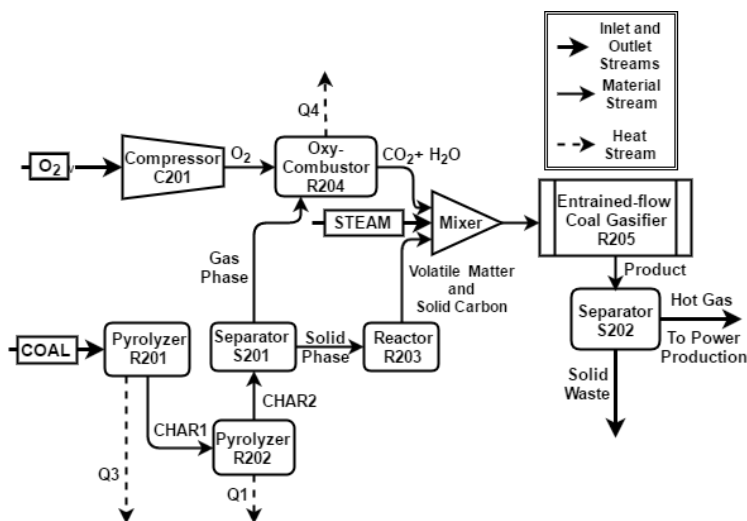 Inlet and
Outlet
Streams
Material
Stream
Heat
Stream
Q4
O₂
Compressor
C201
O₂
Oxy-
Combustor
R204
CO₂+ H₂O
STEAM
Mixer
Entrained-flow
Coal Gasifier
R205
Gas
Phase
Volatile Matter
and
Solid Carbon
Product
COAL
Pyrolyzer
R201
Separator
S201
Solid
Phase
Reactor
R203
Separator
S202
Hot Gas
To Power
Production
Solid
Waste
CHAR1
CHAR2
Pyrolyzer
R202
Q3
Q1